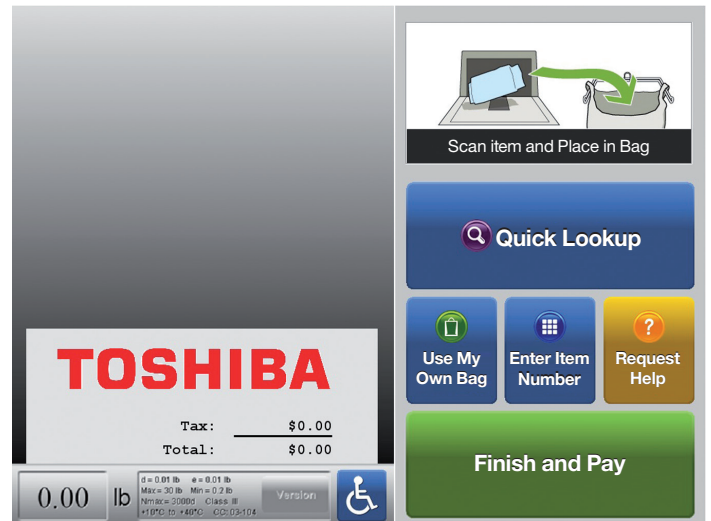 Scan item and Place in Bag
Quick Lookup
Use My
Own Bag
Enter Item
Number
Request
Help
?
Finish and Pay
TOSHIBA
Tax: $0.00
Total: $0.00
0.00 lb
d = 0.01 lb e = 0.01 lb
Max = 30 lb Min = 0.2 lb
Nmax = 3000d Class III
+10°C to +40°C CC: 03-104
Version